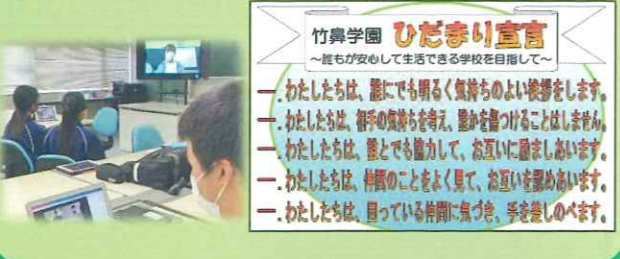 竹鼻学園 ひだまり宣言
～誰もが安心して生活できる学校を目指して～
一．わたしたちは、誰にでも明るく気持ちのよい挨拶をします。
一．わたしたちは、相手の気持ちを考え、誰かを傷つけることはしません。
一．わたしたちは、誰とでも協力して、お互いに励ましあいます。
一．わたしたちは、仲間のことをよく見て、お互いを認めあいます。
一．わたしたちは、困っている仲間に気づき、手を差しのべます。